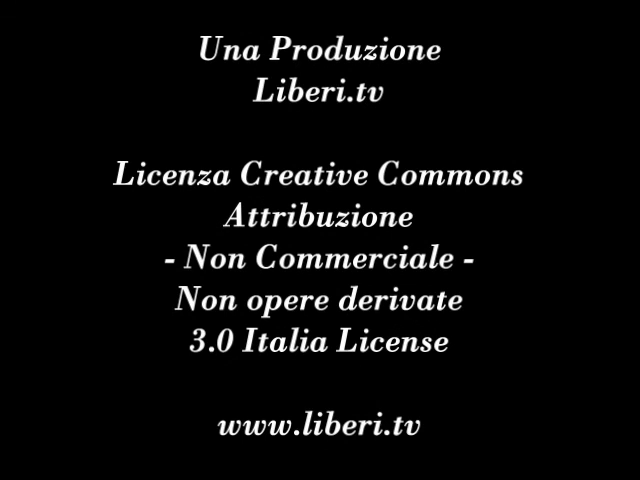 Una Produzione
Liberi.tv
Licenza Creative Commons
Attribuzione
- Non Commerciale -
Non opere derivate
3.0 Italia License
www.liberi.tv